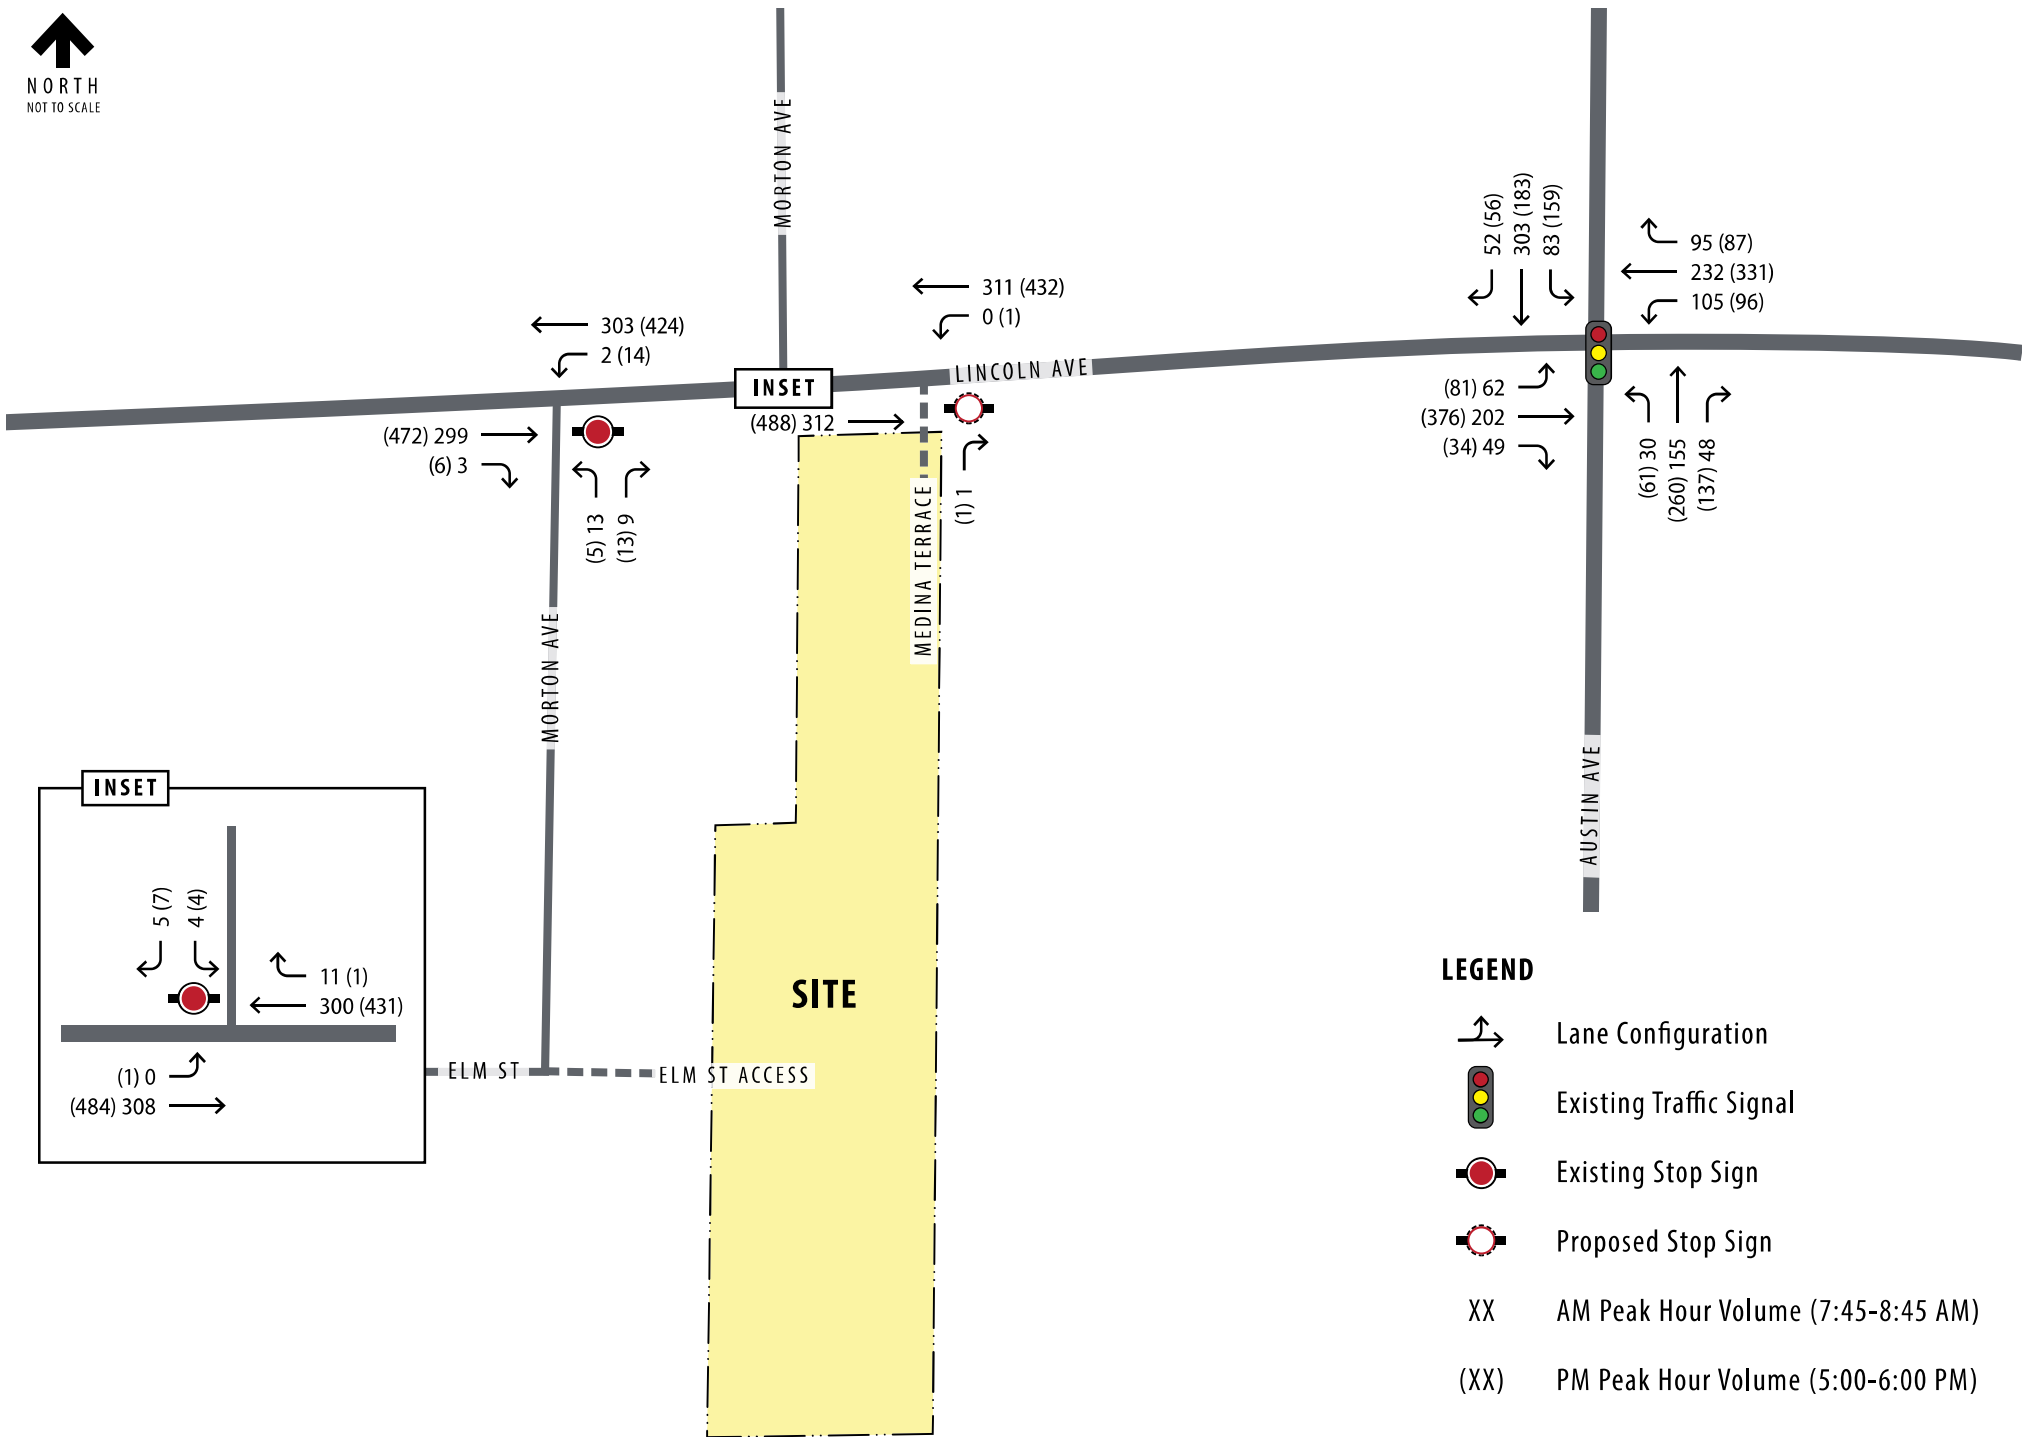 NORTH
NOT TO SCALE
MORTON AVE
52 (56)
303 (183)
83 (159)
95 (87)
232 (331)
105 (96)
311 (432)
0 (1)
303 (424)
2 (14)
INSET
LINCOLN AVE
(488) 312
(472) 299
(6) 3
(5) 13
(13) 9
(1) 1
(81) 62
(376) 202
(34) 49
(61) 30
(260) 155
(137) 48
MEDINA TERRACE
MORTON AVE
AUSTIN AVE
INSET
5 (7)
4 (4)
11 (1)
300 (431)
(1) 0
(484) 308
ELM ST
ELM ST ACCESS
SITE
LEGEND
Lane Configuration
Existing Traffic Signal
Existing Stop Sign
Proposed Stop Sign
XX AM Peak Hour Volume (7:45-8:45 AM)
(XX) PM Peak Hour Volume (5:00-6:00 PM)